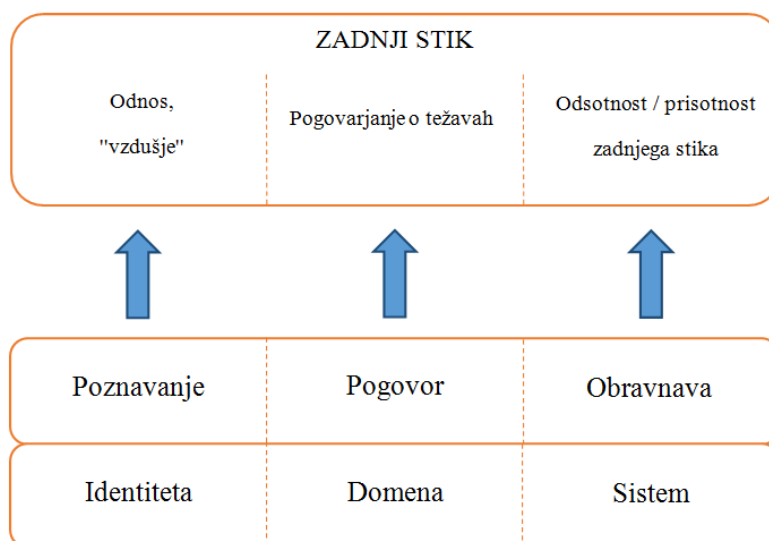 ZADNJI STIK
Odnos,
"vzdušje"
Pogovarjanje o težavah
Odsotnost / prisotnost
zadnjega stika
Poznavanje
Pogovor
Obravnava
Identiteta
Domena
Sistem